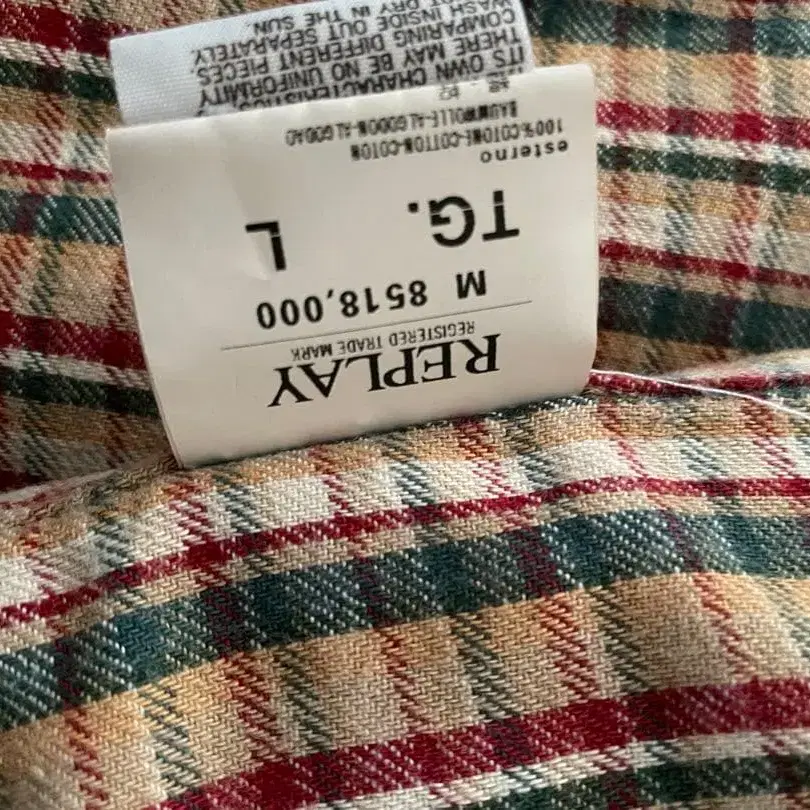 REPLAY
REGISTERED TRADE MARK
M 8518,000
TG. L
esterno
100%COTONE-COTTON-COTON
BAUMWOLLE-ALGODON-ALGODAO
ITS OWN CHARACTERISTICS,
THERE MAY BE NO UNIFORMITY
COMPARING DIFFERENT PIECES.
WASH INSIDE OUT SEPARATELY.
NOT DRY IN THE SUN.